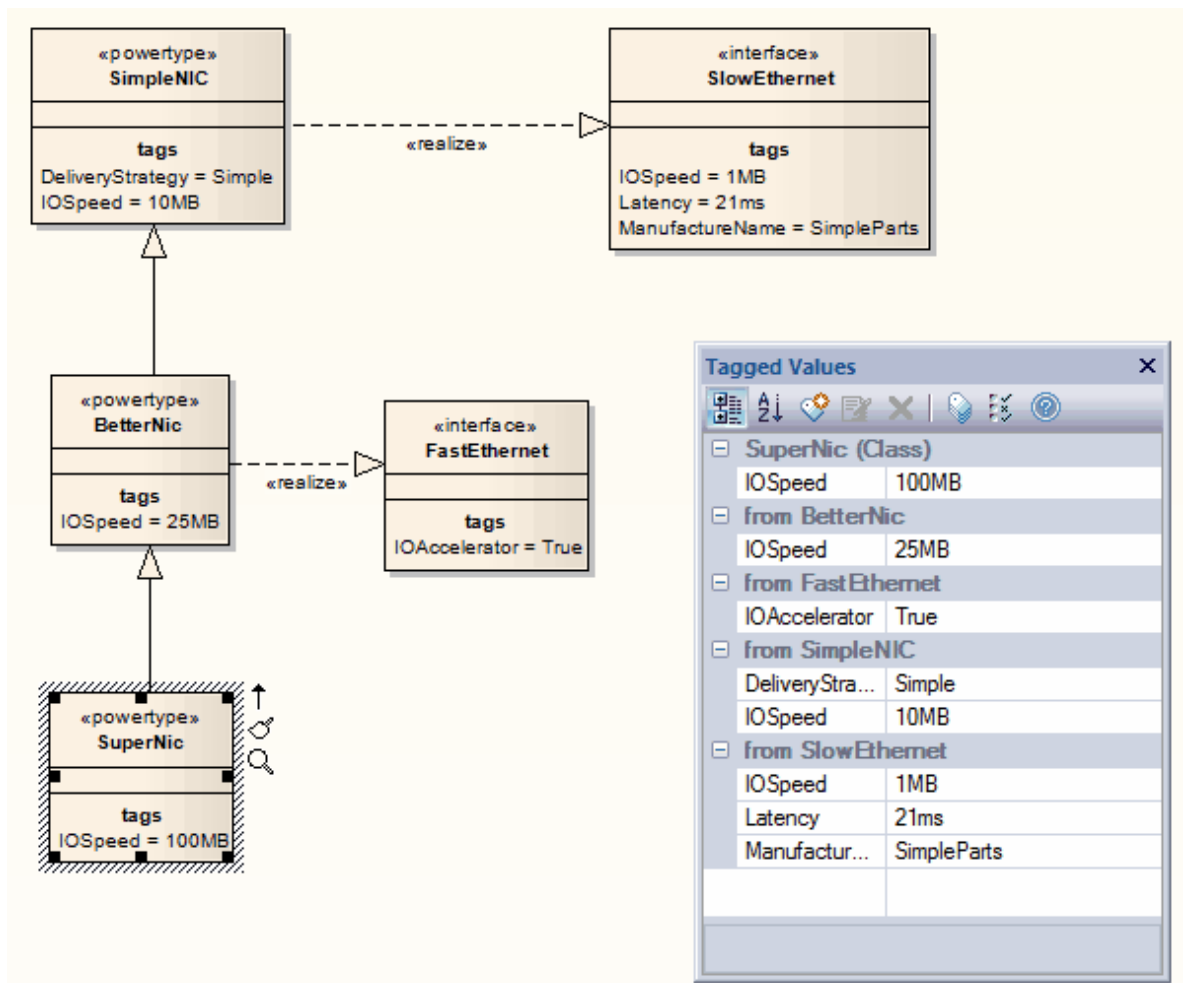 «powertype»
SimpleNIC
tags
DeliveryStrategy = Simple
IOSpeed = 10MB
«realize»
«interface»
SlowEthernet
tags
IOSpeed = 1MB
Latency = 21ms
ManufactureName = SimpleParts
«powertype»
BetterNic
tags
IOSpeed = 25MB
«realize»
«interface»
FastEthernet
tags
IOAccelerator = True
«powertype»
SuperNic
tags
IOSpeed = 100MB
Tagged Values
SuperNic (Class)
IOSpeed 100MB
from BetterNic
IOSpeed 25MB
from FastEthernet
IOAccelerator True
from SimpleNIC
DeliveryStra... Simple
IOSpeed 10MB
from SlowEthernet
IOSpeed 1MB
Latency 21ms
Manufactur... SimpleParts